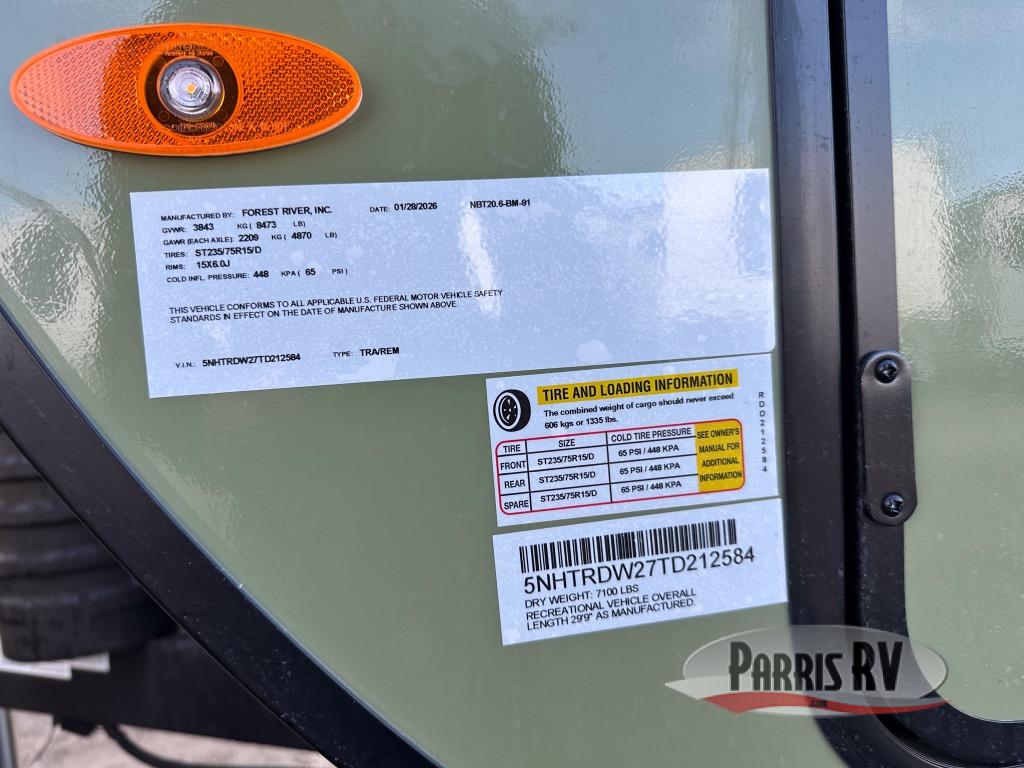 MANUFACTURED BY: FOREST RIVER, INC. DATE: 01/28/2026 NBT20.6-BM-91
GVWR: 3843 KG ( 8473 LB)
GAWR (EACH AXLE): 2209 KG ( 4870 LB)
TIRES: ST235/75R15/D
RIMS: 15X6.0J
COLD INFL. PRESSURE: 448 KPA ( 65 PSI )
THIS VEHICLE CONFORMS TO ALL APPLICABLE U.S. FEDERAL MOTOR VEHICLE SAFETY
STANDARDS IN EFFECT ON THE DATE OF MANUFACTURE SHOWN ABOVE.
V.I.N.: 5NHTRDW27TD212584 TYPE: TRA/REM
TIRE AND LOADING INFORMATION
The combined weight of cargo should never exceed
606 kgs or 1335 lbs.
TIRE SIZE COLD TIRE PRESSURE
FRONT ST235/75R15/D 65 PSI / 448 KPA
REAR ST235/75R15/D 65 PSI / 448 KPA
SPARE ST235/75R15/D 65 PSI / 448 KPA
SEE OWNER'S
MANUAL FOR
ADDITIONAL
INFORMATION
RDD212584
5NHTRDW27TD212584
DRY WEIGHT: 7100 LBS
RECREATIONAL VEHICLE OVERALL
LENGTH 29'9" AS MANUFACTURED.
PARRIS RV
.com